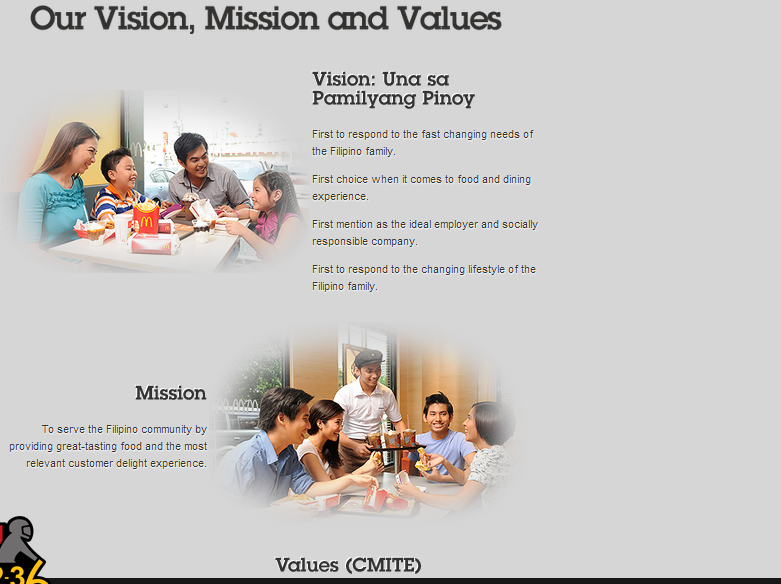 Our Vision, Mission and Values
Vision: Una sa
Pamilyang Pinoy
First to respond to the fast changing needs of
the Filipino family.
First choice when it comes to food and dining
experience.
First mention as the ideal employer and socially
responsible company.
First to respond to the changing lifestyle of the
Filipino family.
Mission
To serve the Filipino community by
providing great-tasting food and the most
relevant customer delight experience.
Values (CMITE)